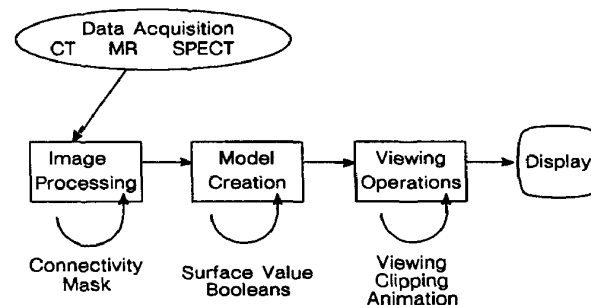 Data Acquisition
CT MR SPECT
Image
Processing
Model
Creation
Viewing
Operations
Display
Connectivity
Mask
Surface Value
Booleans
Viewing
Clipping
Animation